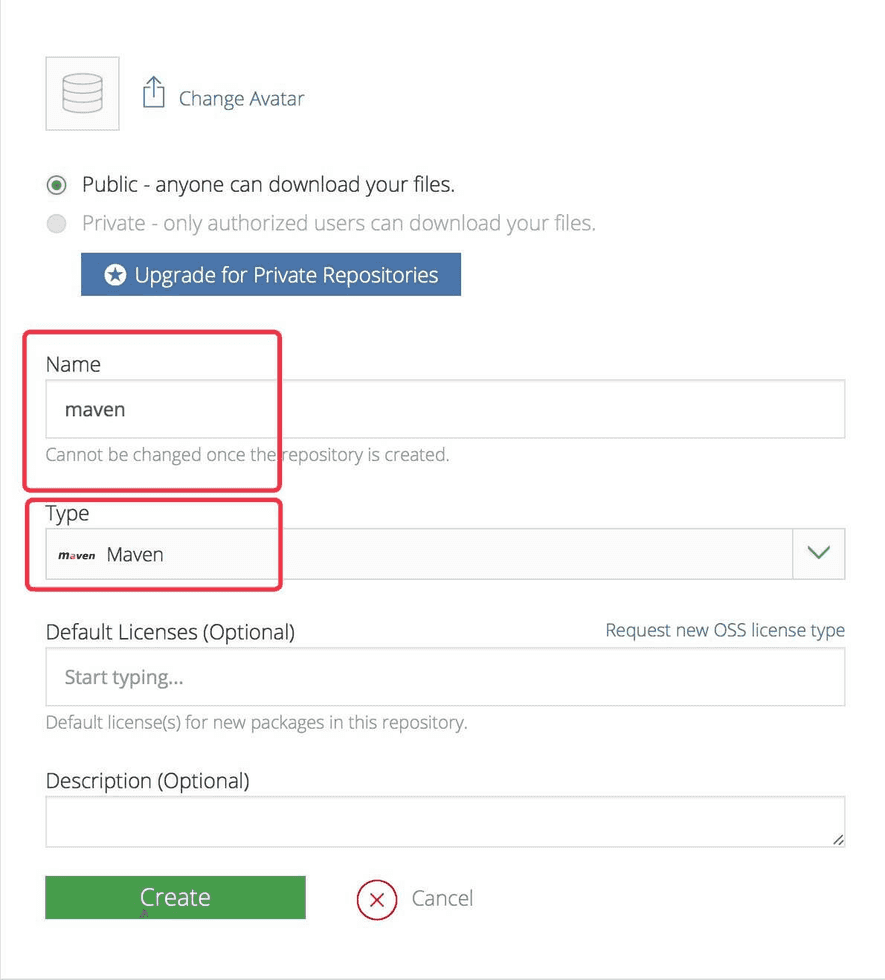 Change Avatar
Public - anyone can download your files.
Private - only authorized users can download your files.
Upgrade for Private Repositories
Name
maven
Cannot be changed once the repository is created.
Type
maven Maven
Default Licenses (Optional) Request new OSS license type
Start typing...
Default license(s) for new packages in this repository.
Description (Optional)
Create Cancel